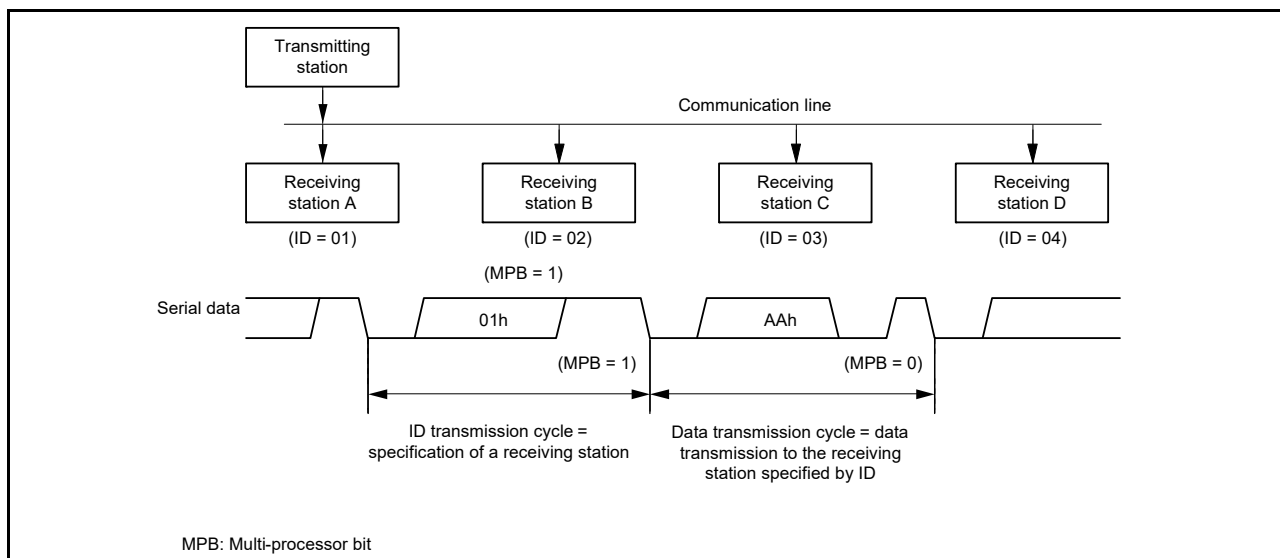 Transmitting
station
Communication line
Receiving
station A
Receiving
station B
Receiving
station C
Receiving
station D
(ID = 01)
(ID = 02)
(ID = 03)
(ID = 04)
(MPB = 1)
Serial data
01h
AAh
(MPB = 1)
(MPB = 0)
ID transmission cycle =
specification of a receiving station
Data transmission cycle = data
transmission to the receiving
station specified by ID
MPB: Multi-processor bit